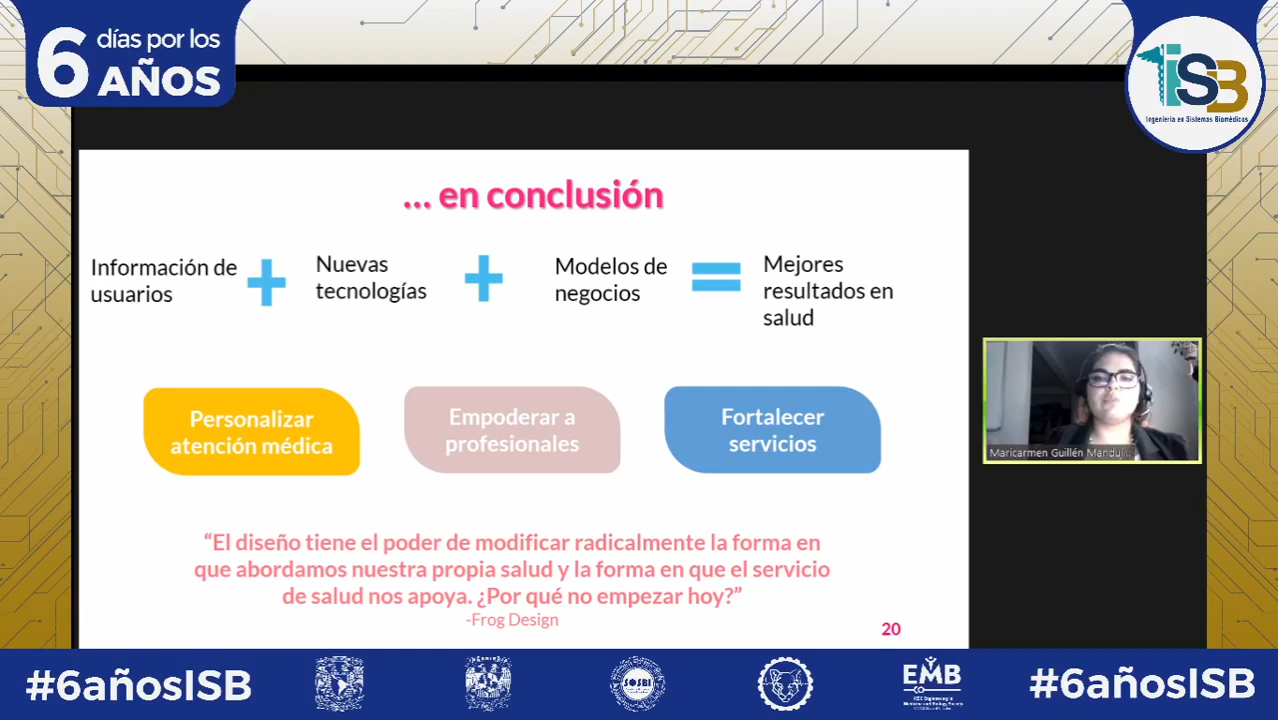 6 días por los
AÑOS
iSB
Ingeniería en Sistemas Biomédicos
... en conclusión
Información de
usuarios
+
Nuevas
tecnologías
+
Modelos de
negocios
=
Mejores
resultados en
salud
Personalizar
atención médica
Empoderar a
profesionales
Fortalecer
servicios
Maricarmen Guillén Manduj...
“El diseño tiene el poder de modificar radicalmente la forma en
que abordamos nuestra propia salud y la forma en que el servicio
de salud nos apoya. ¿Por qué no empezar hoy?”
-Frog Design
20
#6añosISB
SOSBI
EMB
#6añosISB